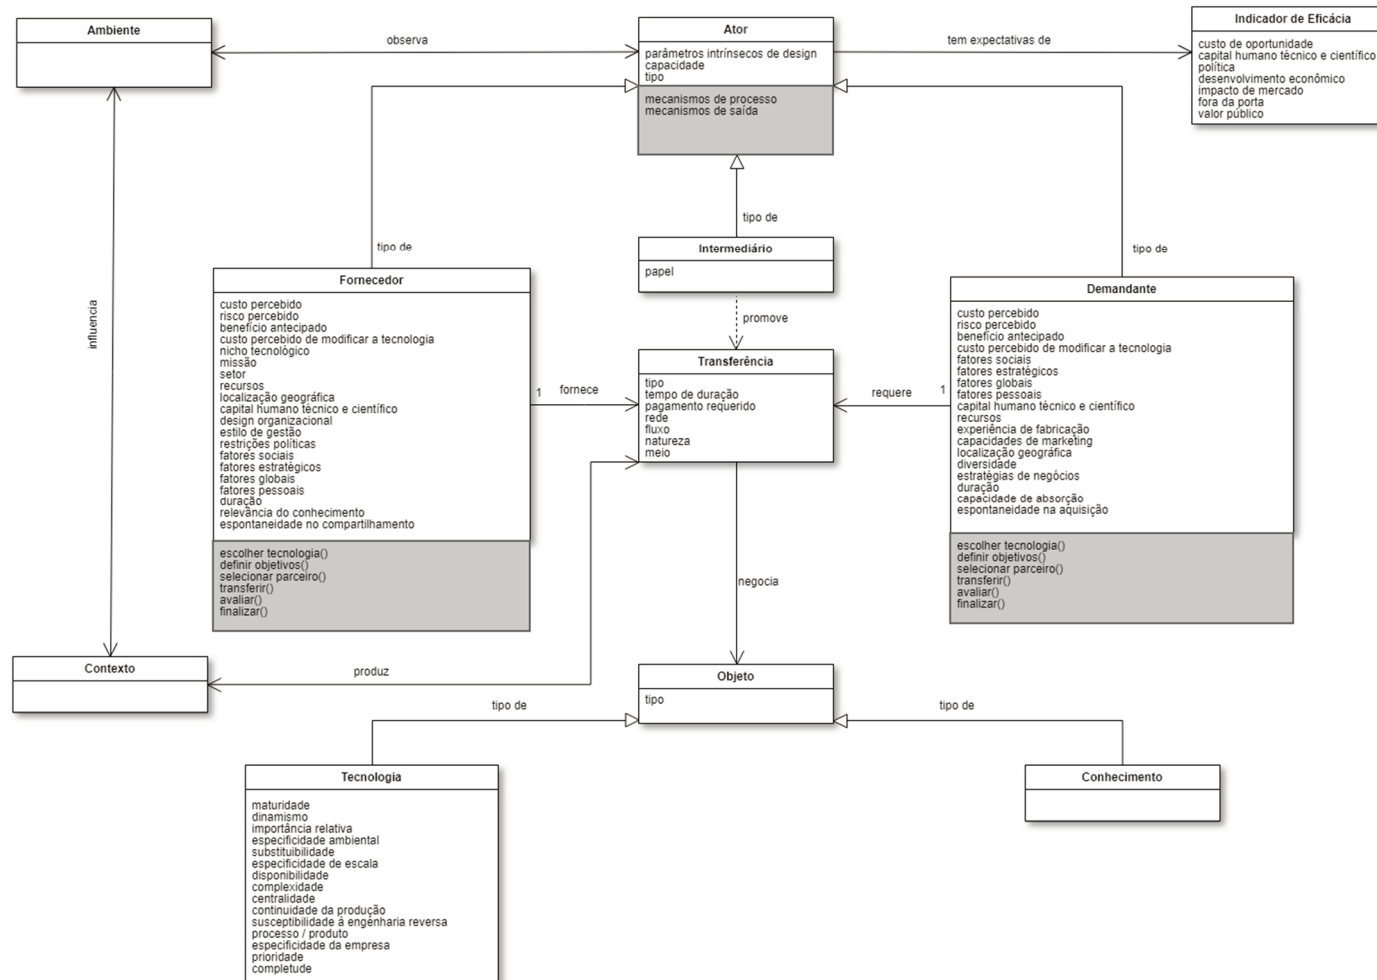 Ambiente
observa
Ator
parâmetros intrínsecos de design
capacidade
tipo
mecanismos de processo
mecanismos de saída
tem expectativas de
Indicador de Eficácia
custo de oportunidade
capital humano técnico e científico
política
desenvolvimento econômico
impacto de mercado
fora da porta
valor público
tipo de
tipo de
tipo de
Intermediário
papel
promove
influencia
Fornecedor
custo percebido
risco percebido
benefício antecipado
custo percebido de modificar a tecnologia
nicho tecnológico
missão
setor
recursos
localização geográfica
capital humano técnico e científico
design organizacional
estilo de gestão
restrições políticas
fatores sociais
fatores estratégicos
fatores globais
fatores pessoais
duração
relevância do conhecimento
espontaneidade no compartilhamento
escolher tecnologia()
definir objetivos()
selecionar parceiro()
transferir()
avaliar()
finalizar()
1
fornece
Transferência
tipo
tempo de duração
pagamento requerido
rede
fluxo
natureza
meio
requere
1
Demandante
custo percebido
risco percebido
benefício antecipado
custo percebido de modificar a tecnologia
fatores sociais
fatores estratégicos
fatores globais
fatores pessoais
capital humano técnico e científico
recursos
experiência de fabricação
capacidades de marketing
localização geográfica
diversidade
estratégias de negócios
duração
capacidade de absorção
espontaneidade na aquisição
escolher tecnologia()
definir objetivos()
selecionar parceiro()
transferir()
avaliar()
finalizar()
negocia
Contexto
produz
Objeto
tipo
tipo de
tipo de
Tecnologia
maturidade
dinamismo
importância relativa
especificidade ambiental
substituibilidade
especificidade de escala
disponibilidade
complexidade
centralidade
continuidade da produção
susceptibilidade à engenharia reversa
processo / produto
especificidade da empresa
prioridade
completude
Conhecimento